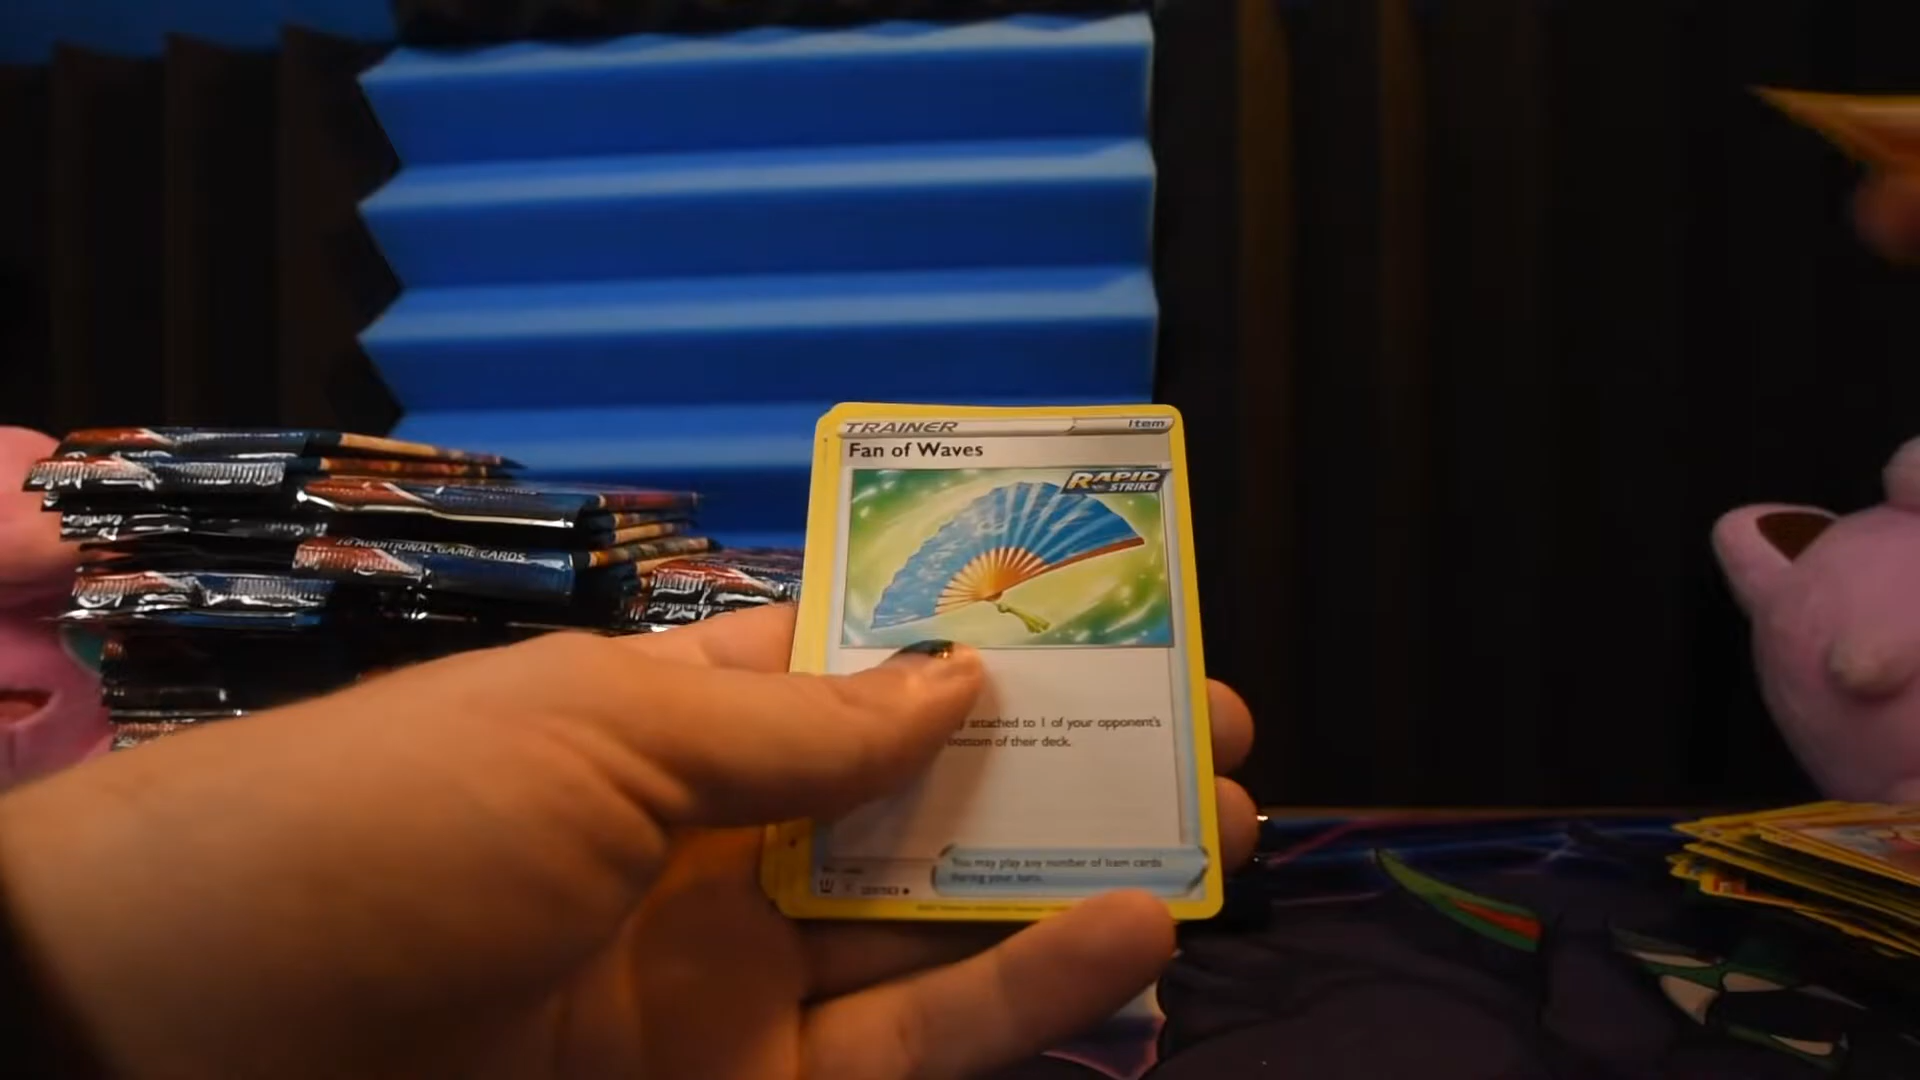 TRAINER Item
Fan of Waves
RAPID
STRIKE
10 ADDITIONAL GAME CARDS
attached to 1 of your opponent's
bottom of their deck.
You may play any number of Item cards
during your turn.